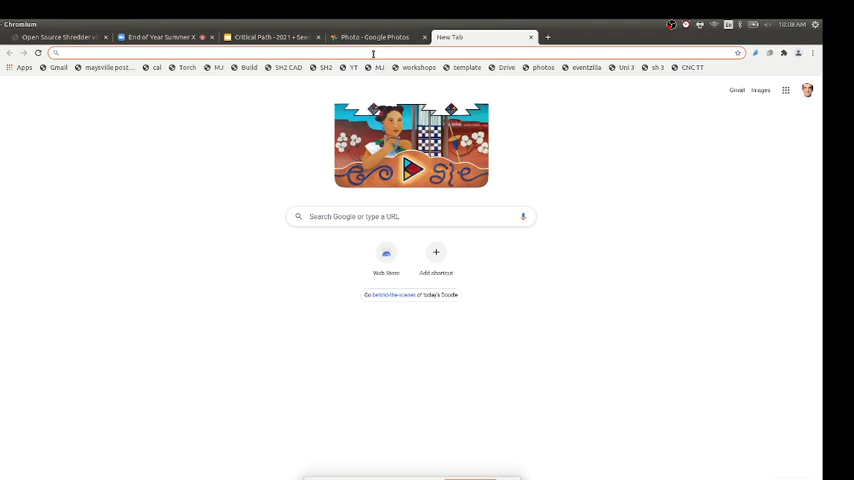 Chromium
10:08 AM
Open Source Shredder v
End of Year Summer X
Critical Path - 2021 + See
Photo - Google Photos
New Tab
Apps Gmail maysville post... cal Torch MJ Build SH2 CAD SH2 YT MJ workshops template Drive photos eventzilla Uni 3 sh 3 CNC TT
Gmail Images
Search Google or type a URL
Web Store
Add shortcut
Go behind-the-scenes of today's Doodle